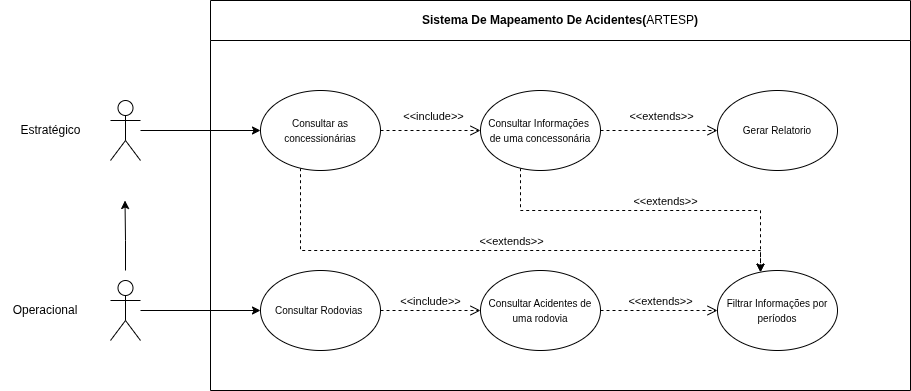 Sistema De Mapeamento De Acidentes(ARTESP)
Estratégico
Consultar as
concessionárias
<<include>>
Consultar Informações
de uma concessonária
<<extends>>
Gerar Relatorio
<<extends>>
<<extends>>
Operacional
Consultar Rodovias
<<include>>
Consultar Acidentes de
uma rodovia
<<extends>>
Filtrar Informações por
períodos